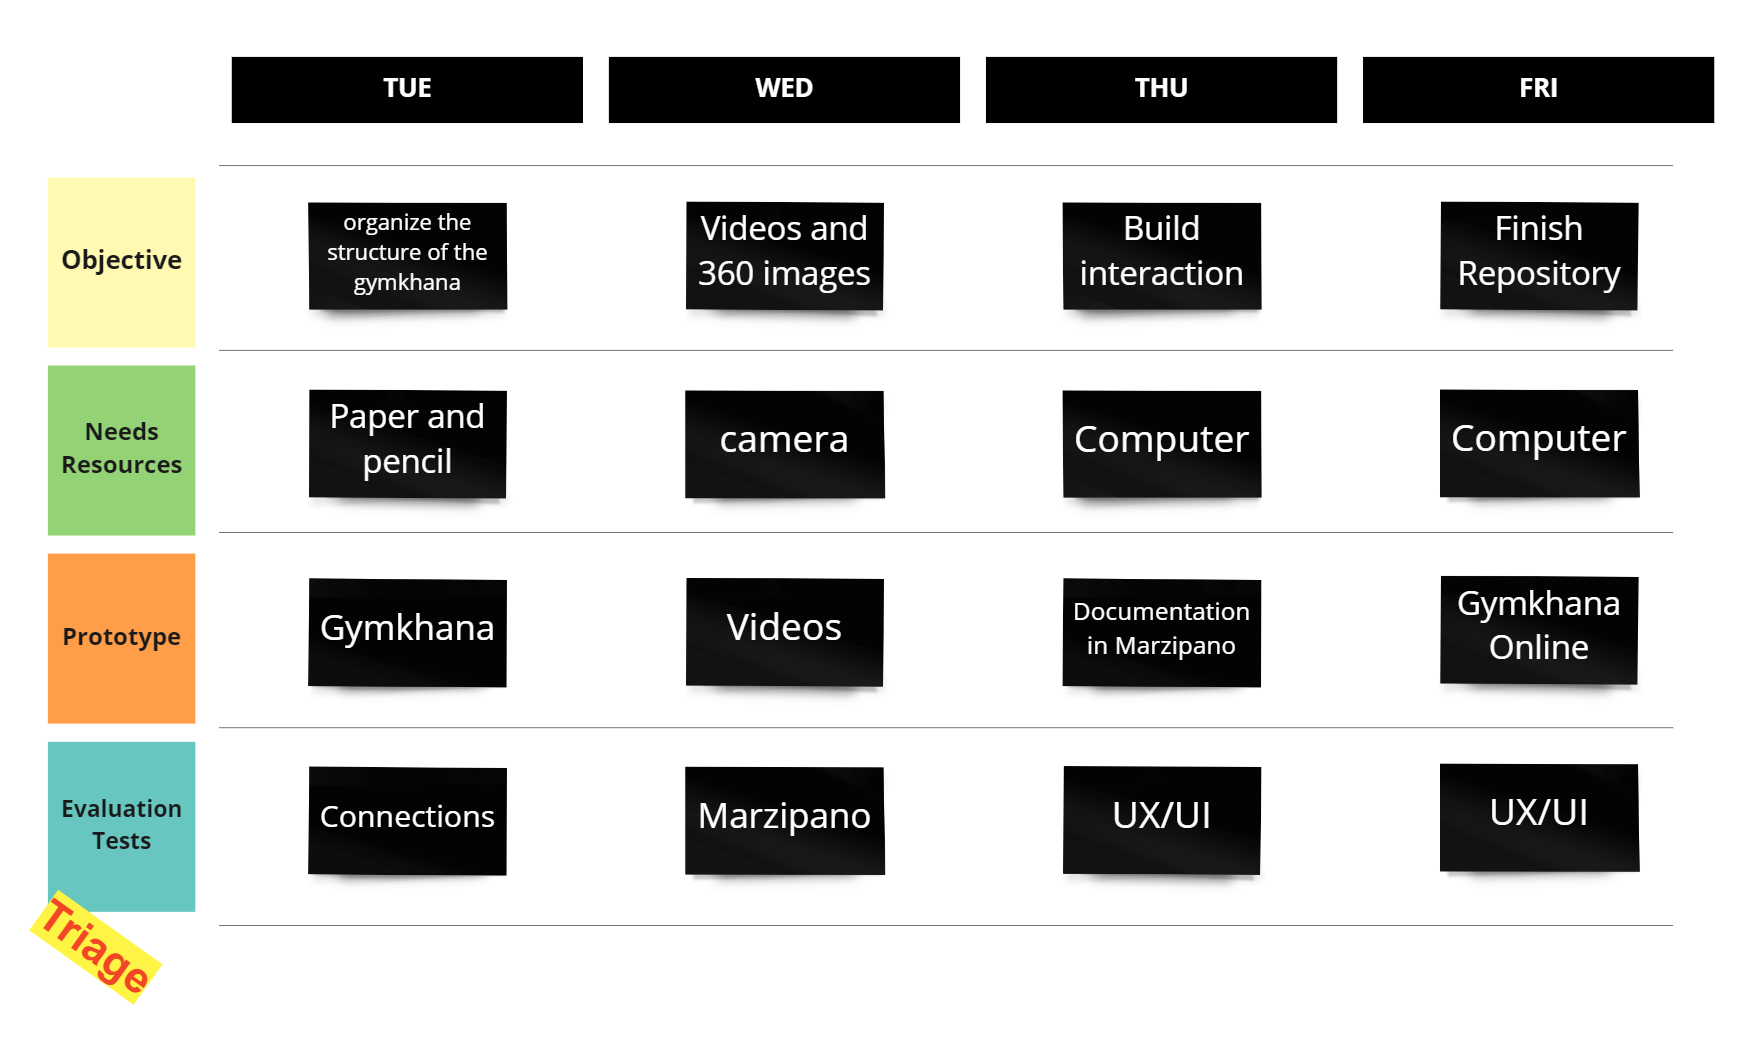 TUE
WED
THU
FRI
Objective
organize the
structure of the
gymkhana
Videos and
360 images
Build
interaction
Finish
Repository
Needs
Resources
Paper and
pencil
camera
Computer
Computer
Prototype
Gymkhana
Videos
Documentation
in Marzipano
Gymkhana
Online
Evaluation
Tests
Connections
Marzipano
UX/UI
UX/UI
Triage